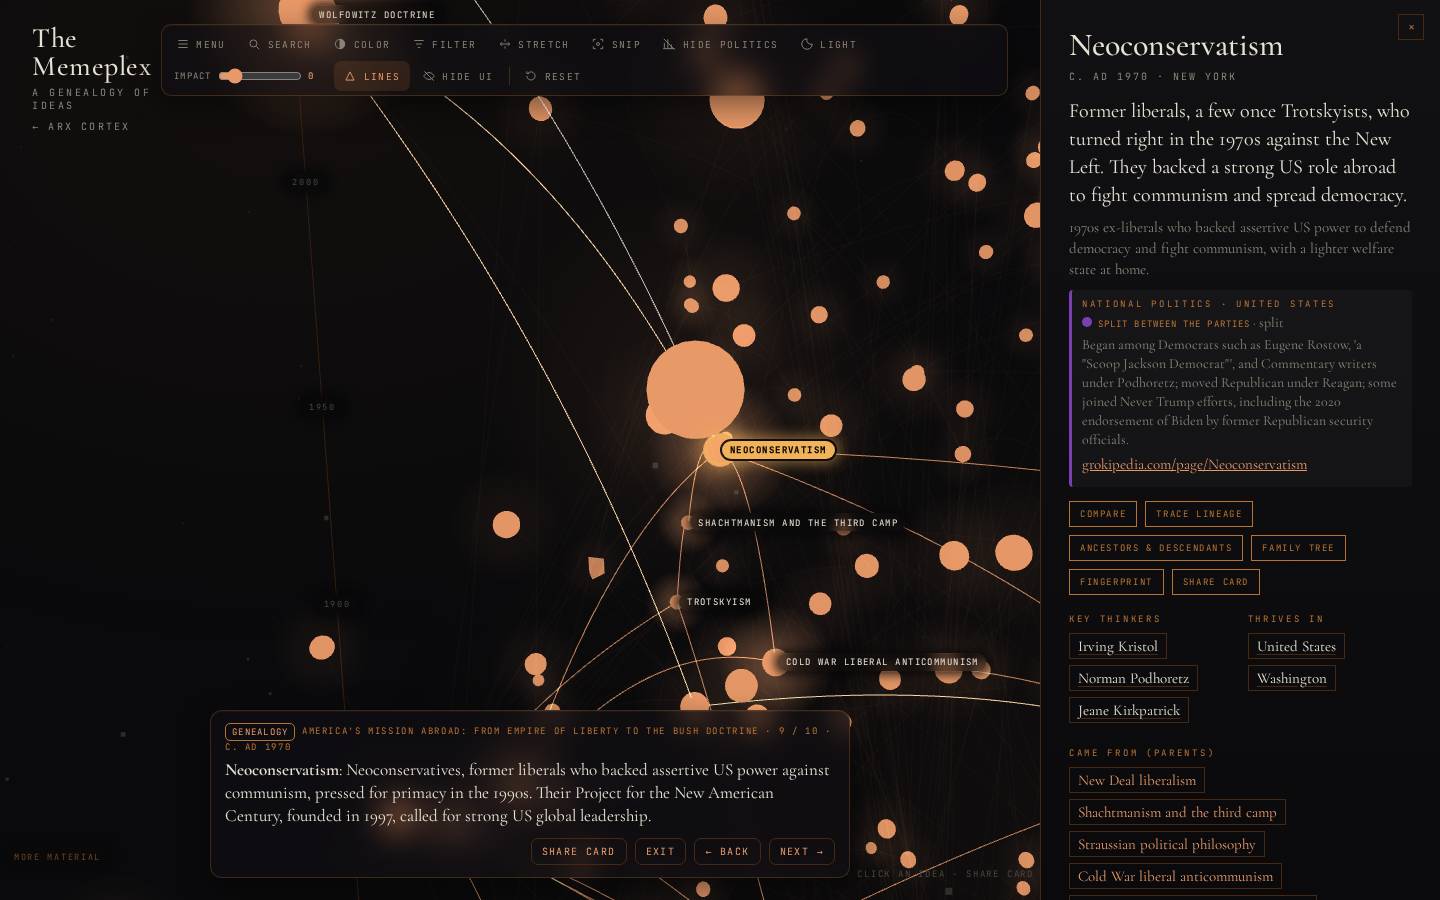 The
Memeplex
A GENEALOGY OF
IDEAS
← ARX CORTEX
WOLFOWITZ DOCTRINE
MENU
SEARCH
COLOR
FILTER
STRETCH
SNIP
HIDE POLITICS
LIGHT
IMPACT
0
LINES
HIDE UI
RESET
2000
1950
1900
NEOCONSERVATISM
SHACHTMANISM AND THE THIRD CAMP
TROTSKYISM
COLD WAR LIBERAL ANTICOMMUNISM
GENEALOGY AMERICA'S MISSION ABROAD: FROM EMPIRE OF LIBERTY TO THE BUSH DOCTRINE · 9 / 10 ·
C. AD 1970
Neoconservatism: Neoconservatives, former liberals who backed assertive US power against
communism, pressed for primacy in the 1990s. Their Project for the New American
Century, founded in 1997, called for strong US global leadership.
SHARE CARD
EXIT
← BACK
NEXT →
MORE MATERIAL
CLICK AN IDEA · SHARE CARD
×
Neoconservatism
C. AD 1970 · NEW YORK
Former liberals, a few once Trotskyists, who
turned right in the 1970s against the New
Left. They backed a strong US role abroad
to fight communism and spread democracy.
1970s ex-liberals who backed assertive US power to defend
democracy and fight communism, with a lighter welfare
state at home.
NATIONAL POLITICS · UNITED STATES
SPLIT BETWEEN THE PARTIES · split
Began among Democrats such as Eugene Rostow, 'a
"Scoop Jackson Democrat"', and Commentary writers
under Podhoretz; moved Republican under Reagan; some
joined Never Trump efforts, including the 2020
endorsement of Biden by former Republican security
officials.
grokipedia.com/page/Neoconservatism
COMPARE
TRACE LINEAGE
ANCESTORS & DESCENDANTS
FAMILY TREE
FINGERPRINT
SHARE CARD
KEY THINKERS
Irving Kristol
Norman Podhoretz
Jeane Kirkpatrick
THRIVES IN
United States
Washington
CAME FROM (PARENTS)
New Deal liberalism
Shachtmanism and the third camp
Straussian political philosophy
Cold War liberal anticommunism